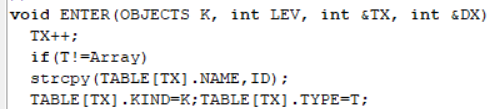 void ENTER(OBJECTS K, int LEV, int &TX, int &DX)
TX++;
if(T!=Array)
strcpy(TABLE[TX].NAME,ID);
TABLE[TX].KIND=K;TABLE[TX].TYPE=T;